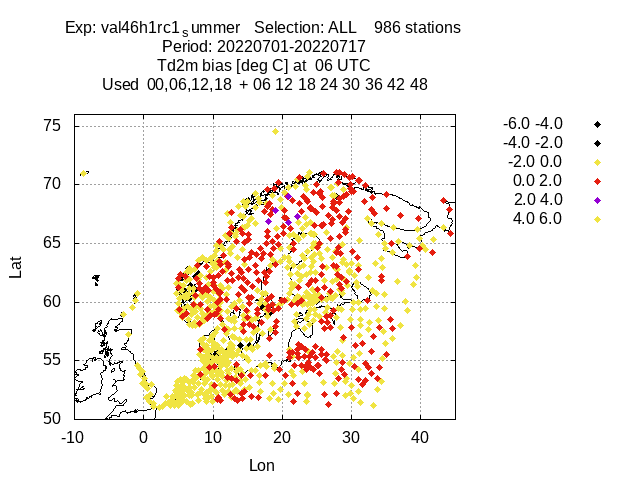 Exp: val46h1rc1summer Selection: ALL 986 stations
Period: 20220701-20220717
Td2m bias [deg C] at 06 UTC
Used 00,06,12,18 + 06 12 18 24 30 36 42 48
-6.0 -4.0
-4.0 -2.0
-2.0 0.0
0.0 2.0
2.0 4.0
4.0 6.0
75
70
65
60
55
50
Lat
-10 0 10 20 30 40
Lon